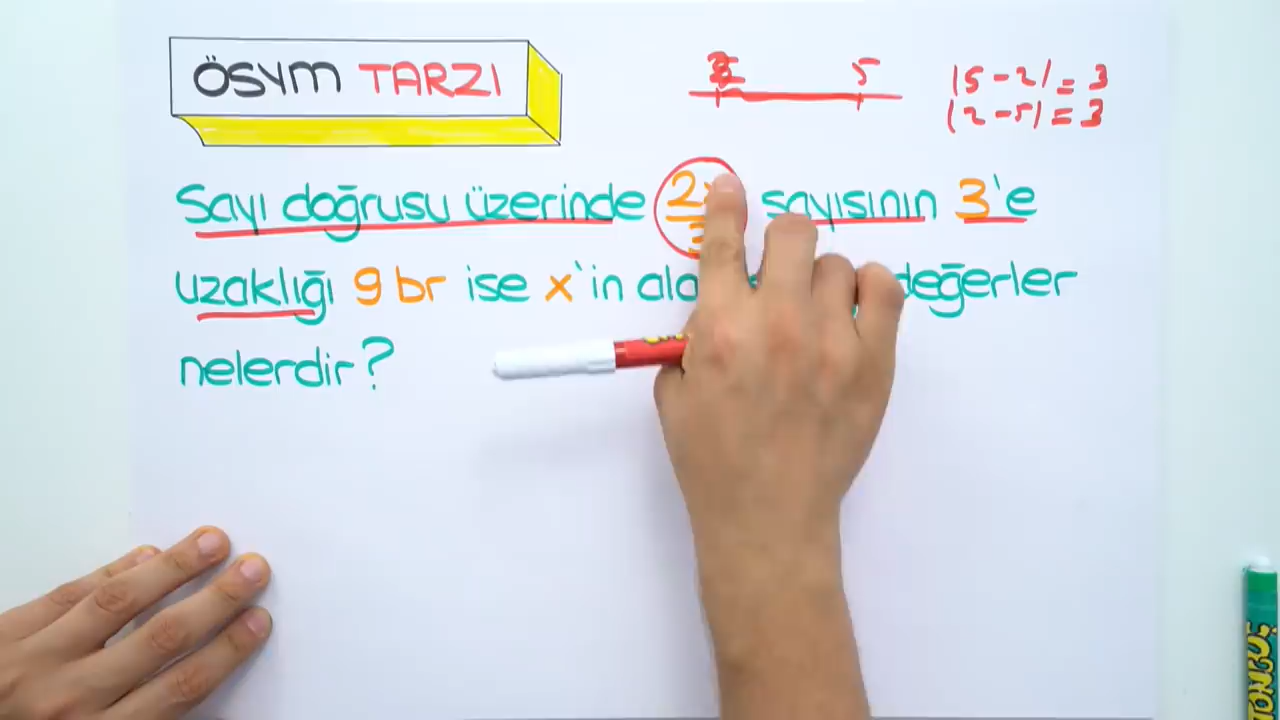 ÖSYM TARZI
5
|5-2| = 3
|2-5| = 3
Sayı doğrusu üzerinde sayısının 3'e
uzaklığı 9 br ise x'in değerler
nelerdir?